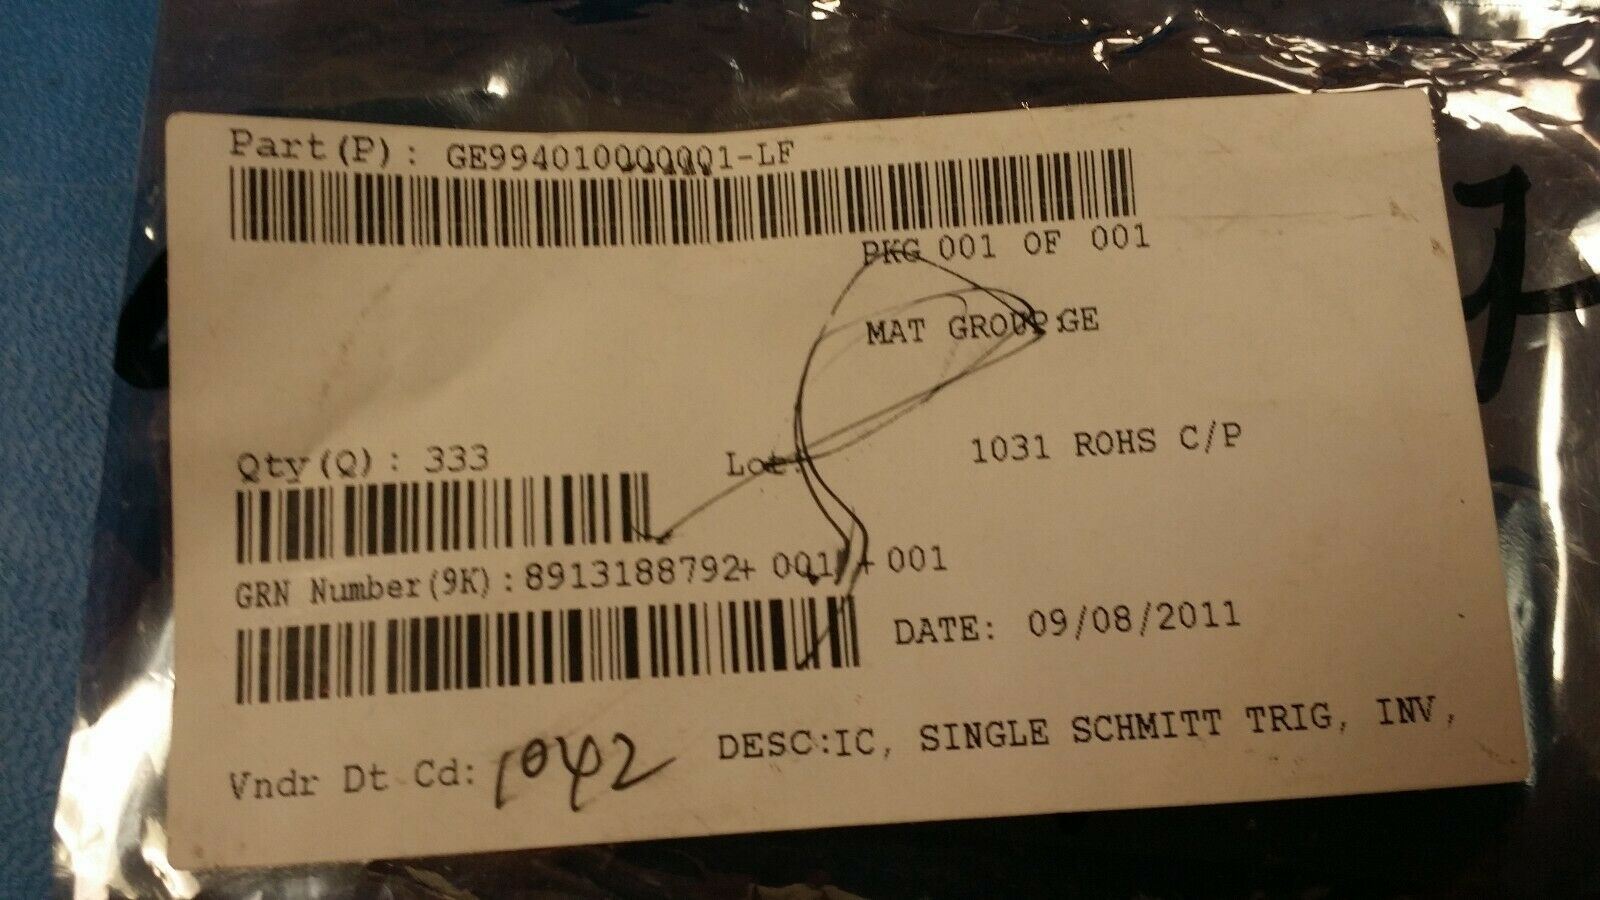 Part(P): GE994010000001-LF
PKG 001 OF 001
MAT GROUP:GE
Qty(Q): 333
Lot:
1031 ROHS C/P
GRN Number(9K):8913188792+ 001 + 001
DATE: 09/08/2011
Vndr Dt Cd: 1042
DESC:IC, SINGLE SCHMITT TRIG, INV,